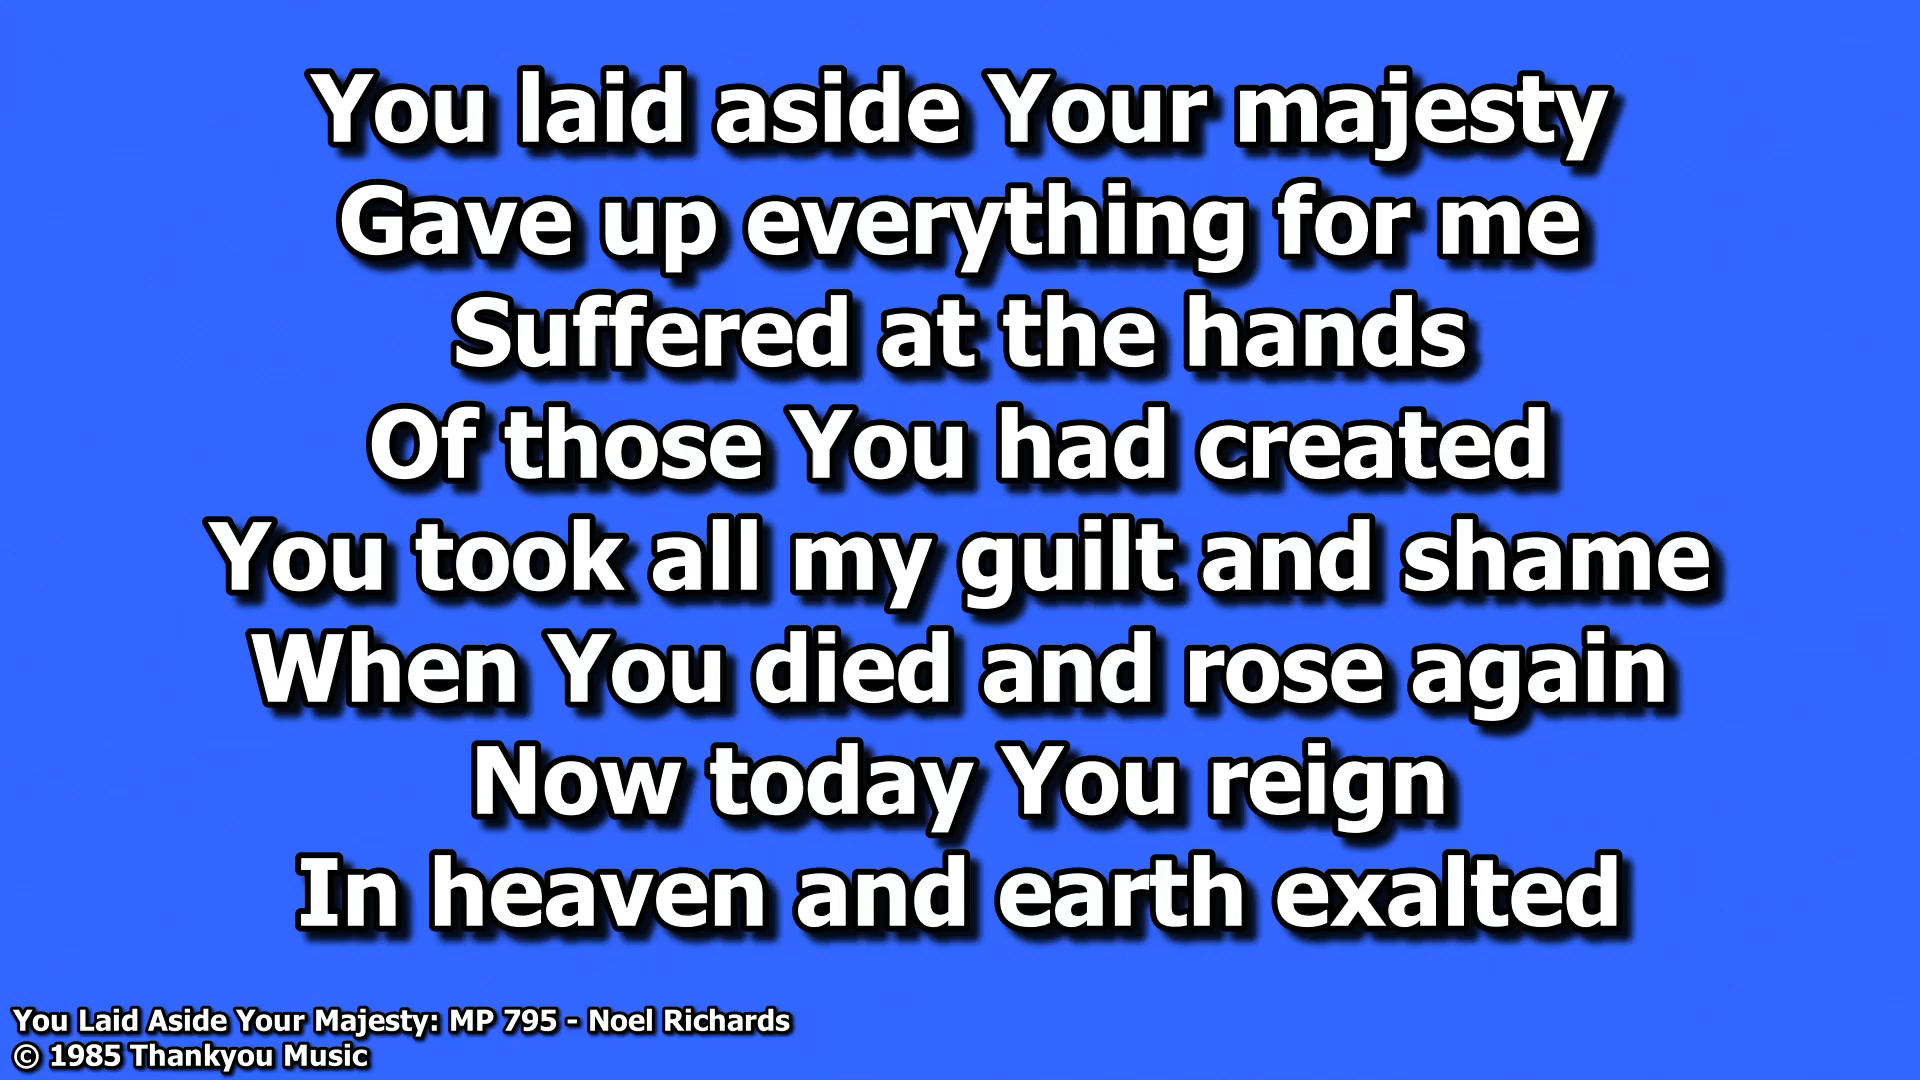 You laid aside Your majesty
Gave up everything for me
Suffered at the hands
Of those You had created
You took all my guilt and shame
When You died and rose again
Now today You reign
In heaven and earth exalted
You Laid Aside Your Majesty: MP 795 - Noel Richards
© 1985 Thankyou Music